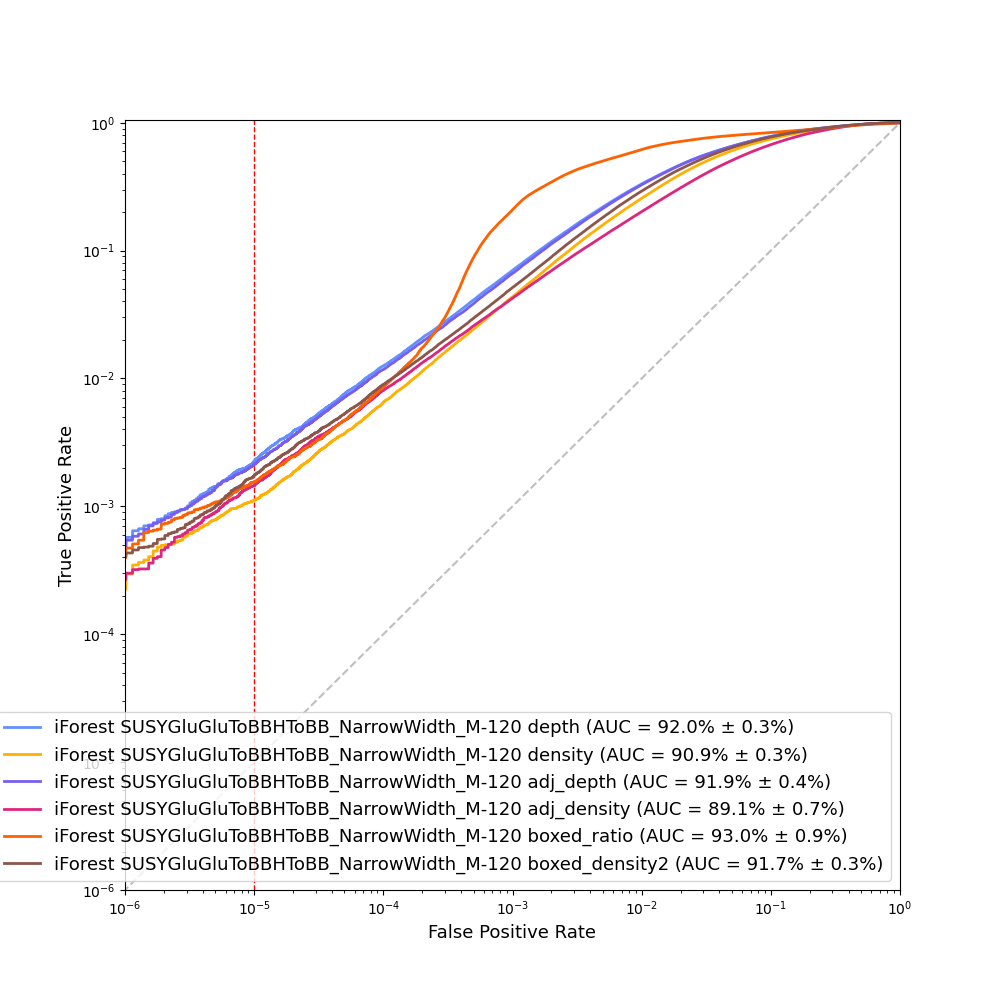 10⁰
10⁻¹
10⁻²
10⁻³
10⁻⁴
10⁻⁵
10⁻⁶
True Positive Rate
iForest SUSYGluGluToBBHToBB_NarrowWidth_M-120 depth (AUC = 92.0% ± 0.3%)
iForest SUSYGluGluToBBHToBB_NarrowWidth_M-120 density (AUC = 90.9% ± 0.3%)
iForest SUSYGluGluToBBHToBB_NarrowWidth_M-120 adj_depth (AUC = 91.9% ± 0.4%)
iForest SUSYGluGluToBBHToBB_NarrowWidth_M-120 adj_density (AUC = 89.1% ± 0.7%)
iForest SUSYGluGluToBBHToBB_NarrowWidth_M-120 boxed_ratio (AUC = 93.0% ± 0.9%)
iForest SUSYGluGluToBBHToBB_NarrowWidth_M-120 boxed_density2 (AUC = 91.7% ± 0.3%)
10⁻⁶ 10⁻⁵ 10⁻⁴ 10⁻³ 10⁻² 10⁻¹ 10⁰
False Positive Rate